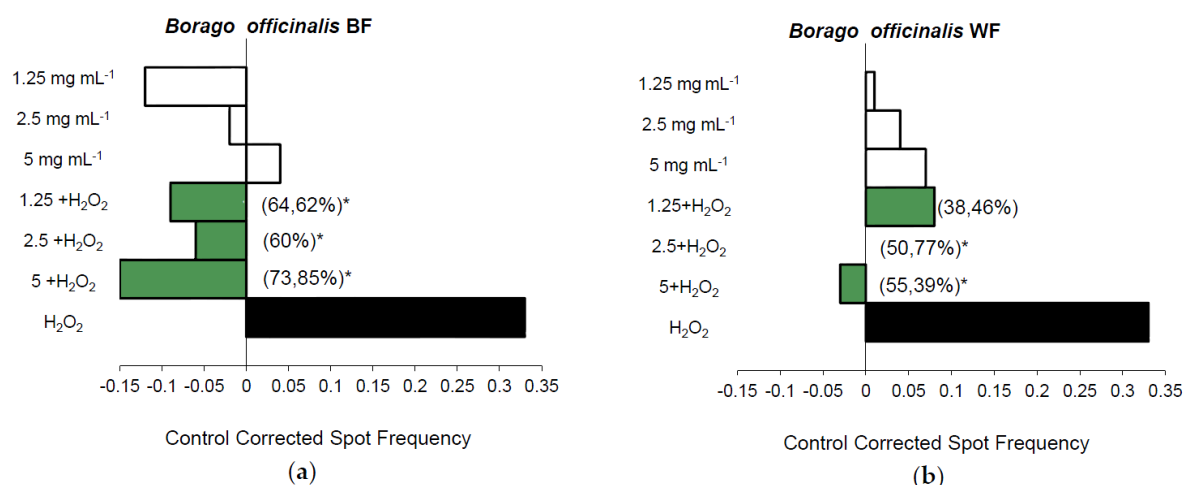 Borago officinalis BF
1.25 mg mL-1
2.5 mg mL-1
5 mg mL-1
1.25 +H2O2
(64,62%)*
2.5 +H2O2
(60%)*
5 +H2O2
(73,85%)*
H2O2
-0.15 -0.1 -0.05 0 0.05 0.1 0.15 0.2 0.25 0.3 0.35
Control Corrected Spot Frequency
(a)
Borago officinalis WF
1.25 mg mL-1
2.5 mg mL-1
5 mg mL-1
1.25+H2O2
(38,46%)
2.5+H2O2
(50,77%)*
5+H2O2
(55,39%)*
H2O2
-0.15 -0.1 -0.05 0 0.05 0.1 0.15 0.2 0.25 0.3 0.35
Control Corrected Spot Frequency
(b)